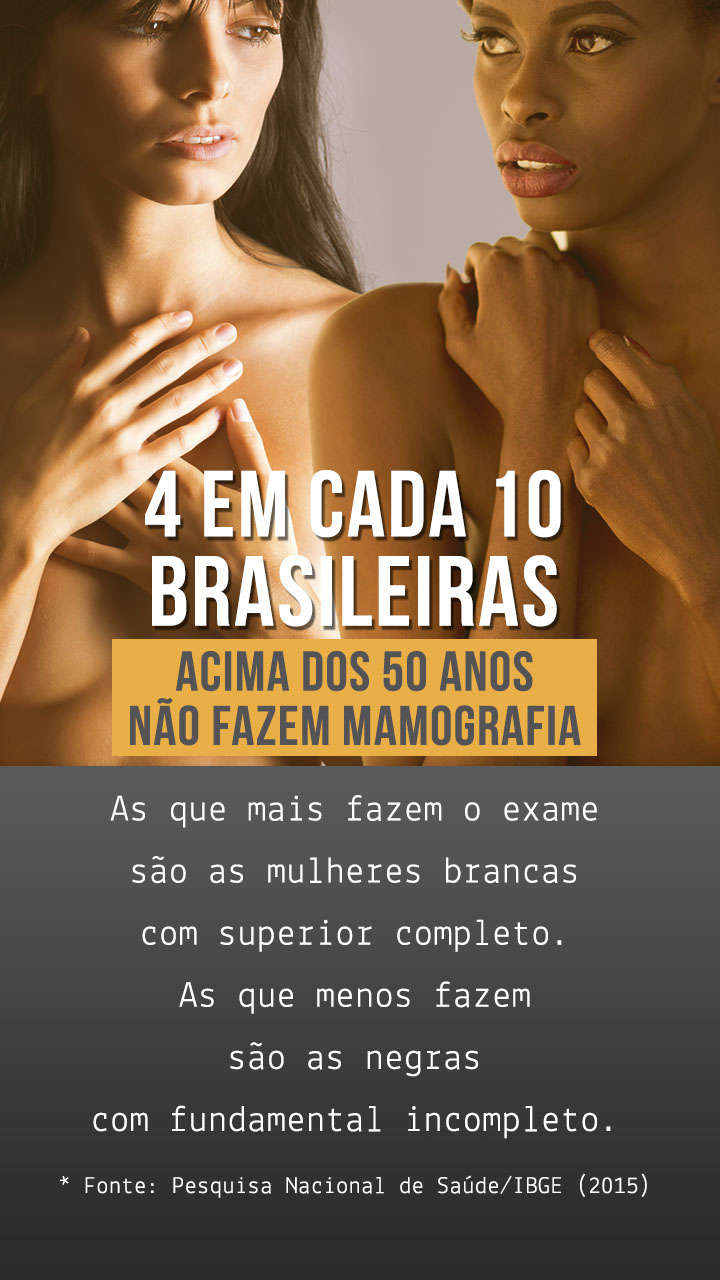 4 EM CADA 10
BRASILEIRAS
ACIMA DOS 50 ANOS
NÃO FAZEM MAMOGRAFIA
As que mais fazem o exame
são as mulheres brancas
com superior completo.
As que menos fazem
são as negras
com fundamental incompleto.
* Fonte: Pesquisa Nacional de Saúde/IBGE (2015)